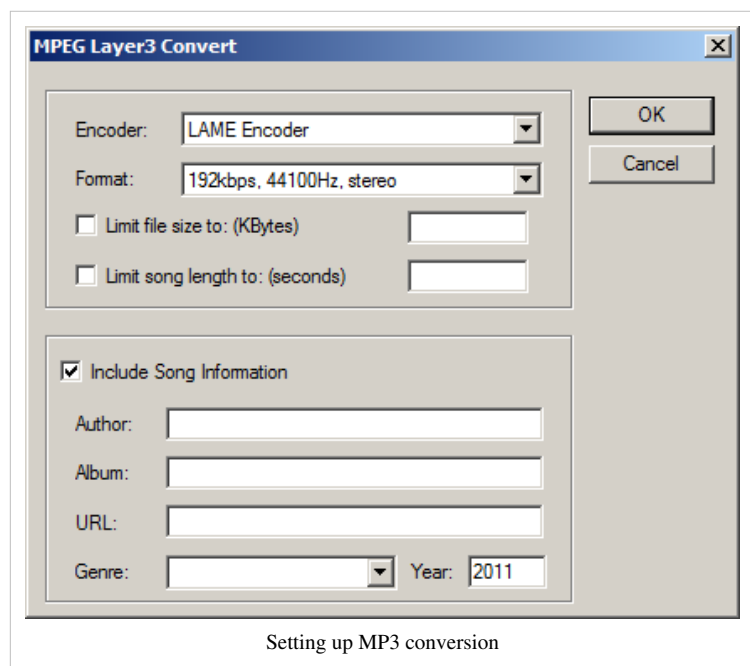 MPEG Layer3 Convert
Encoder: LAME Encoder
OK
Format: 192kbps, 44100Hz, stereo
Cancel
Limit file size to: (KBytes)
Limit song length to: (seconds)
Include Song Information
Author:
Album:
URL:
Genre: Year: 2011
Setting up MP3 conversion